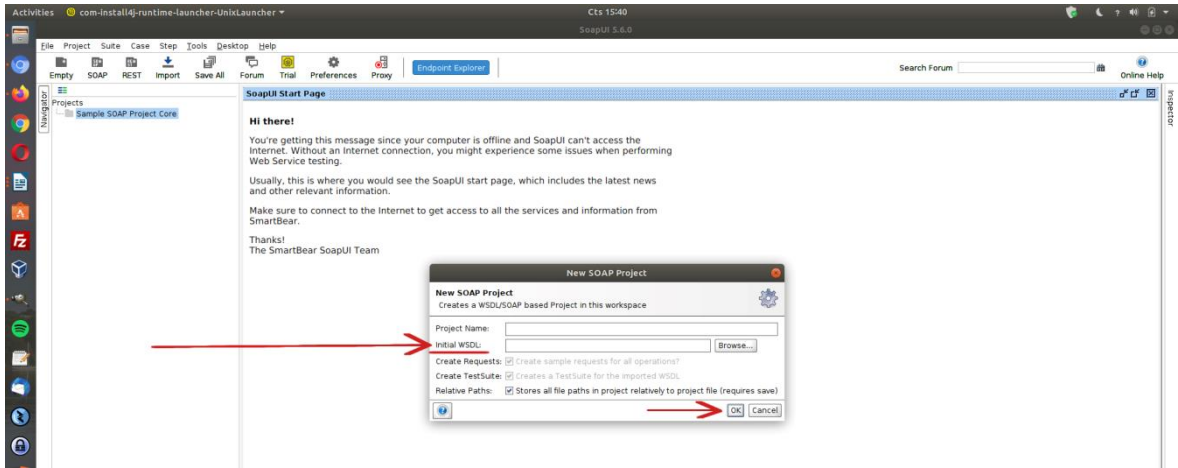 Activities com-install4j-runtime-launcher-UnixLauncher Cts 15:40
SoapUI 5.6.0
File Project Suite Case Step Tools Desktop Help
Empty SOAP REST Import Save All Forum Trial Preferences Proxy Endpoint Explorer Search Forum Online Help
Navigator
Projects
Sample SOAP Project Core
SoapUI Start Page
Inspector
Hi there!
You're getting this message since your computer is offline and SoapUI can't access the
Internet. Without an Internet connection, you might experience some issues when performing
Web Service testing.
Usually, this is where you would see the SoapUI start page, which includes the latest news
and other relevant information.
Make sure to connect to the Internet to get access to all the services and information from
SmartBear.
Thanks!
The SmartBear SoapUI Team
New SOAP Project
New SOAP Project
Creates a WSDL/SOAP based Project in this workspace
Project Name:
Initial WSDL: Browse...
Create Requests: Create sample requests for all operations?
Create TestSuite: Creates a TestSuite for the imported WSDL
Relative Paths: Stores all file paths in project relatively to project file (requires save)
OK Cancel